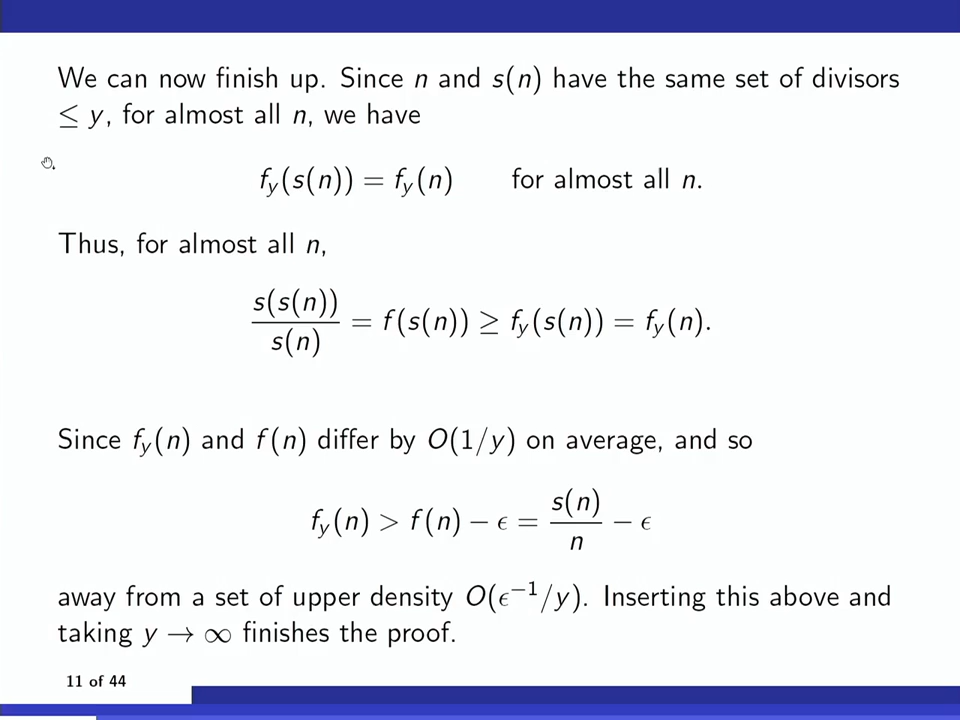 We can now finish up. Since n and s(n) have the same set of divisors
≤ y, for almost all n, we have
f_y(s(n)) = f_y(n) for almost all n.
Thus, for almost all n,
\frac{s(s(n))}{s(n)} = f(s(n)) ≥ f_y(s(n)) = f_y(n).
Since f_y(n) and f(n) differ by O(1/y) on average, and so
f_y(n) > f(n) − ϵ = \frac{s(n)}{n} − ϵ
away from a set of upper density O(ϵ^{−1}/y). Inserting this above and
taking y → ∞ finishes the proof.
11 of 44